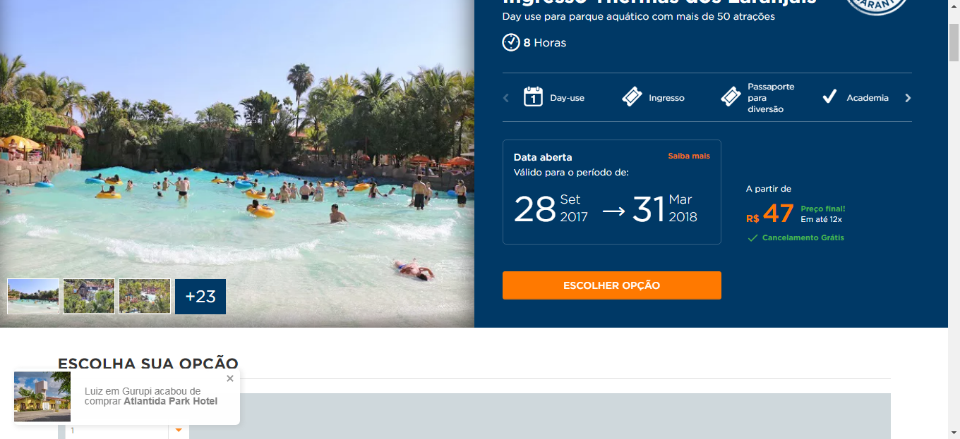 Ingresso Thermas dos Laranjais
Day use para parque aquático com mais de 50 atrações
8 Horas
Day-use
Ingresso
Passaporte
para
diversão
Academia
Data aberta
Saiba mais
Válido para o período de:
28 Set
2017
31 Mar
2018
A partir de
R$ 47
Preço final!
Em até 12x
Cancelamento Grátis
ESCOLHER OPÇÃO
+23
ESCOLHA SUA OPÇÃO
Luiz em Gurupi acabou de
comprar Atlantida Park Hotel
1